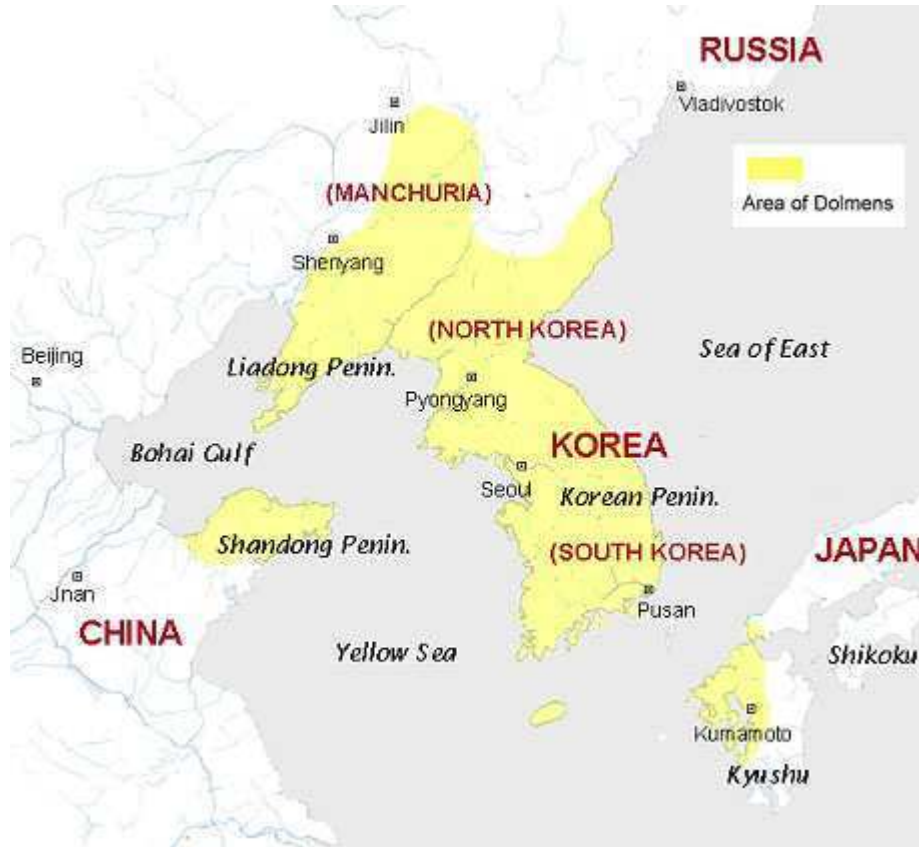 RUSSIA
Vladivostok
Jilin
Area of Dolmens
(MANCHURIA)
Shenyang
(NORTH KOREA)
Sea of East
Beijing
Liadong Penin.
Pyongyang
Bohai Gulf
KOREA
Seoul
Korean Penin.
Shandong Penin.
(SOUTH KOREA)
JAPAN
Jnan
Pusan
CHINA
Yellow Sea
Shikoku
Kumamoto
Kyushu